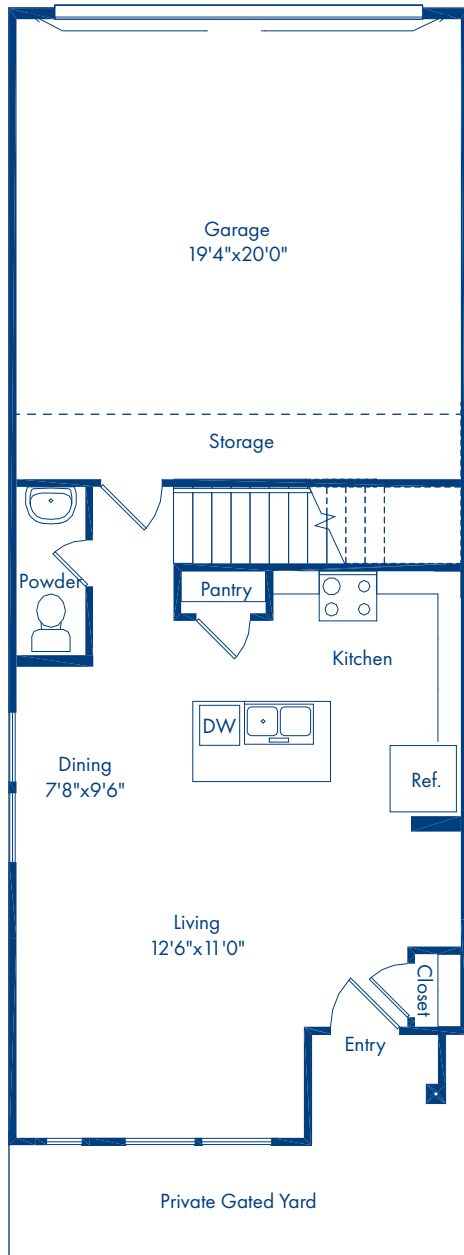 Garage
19'4"x20'0"
Storage
Powder
Pantry
Kitchen
DW
Dining
7'8"x9'6"
Ref.
Living
12'6"x11'0"
Closet
Entry
Private Gated Yard